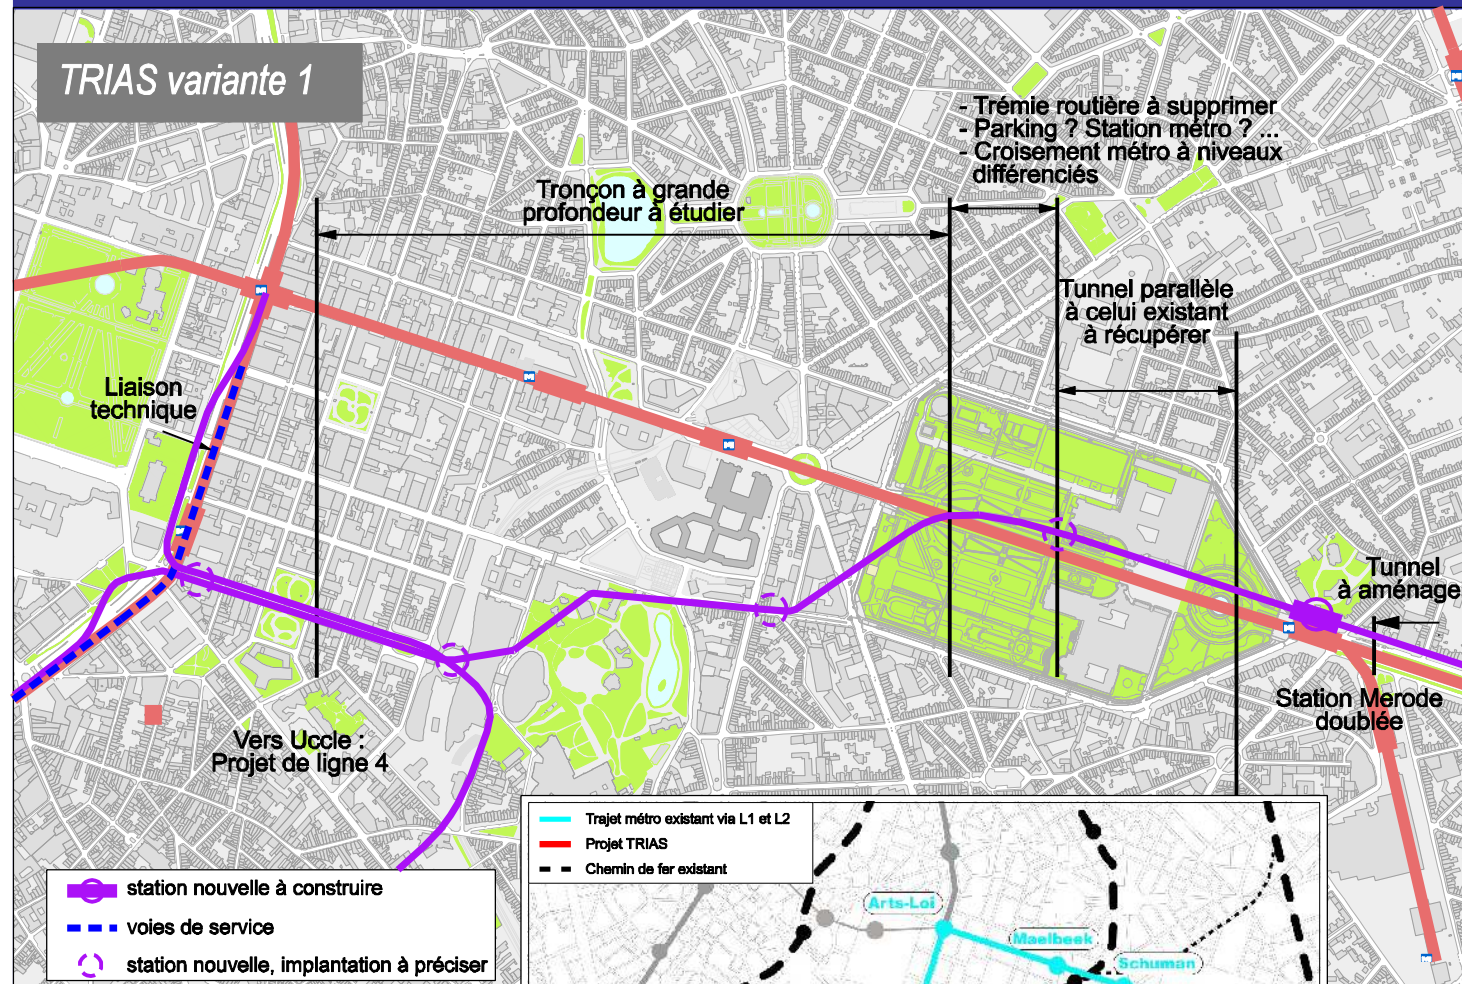 TRIAS variante 1
- Trémie routière à supprimer
- Parking ? Station métro ? ...
- Croisement métro à niveaux
différenciés
Tronçon à grande
profondeur à étudier
Tunnel parallèle
à celui existant
à récupérer
Liaison
technique
Tunnel
à aménage
Station Merode
doublée
Vers Uccle :
Projet de ligne 4
station nouvelle à construire
voies de service
station nouvelle, implantation à préciser
Trajet métro existant via L1 et L2
Projet TRIAS
Chemin de fer existant
Arts-Loi
Maelbeek
Schuman